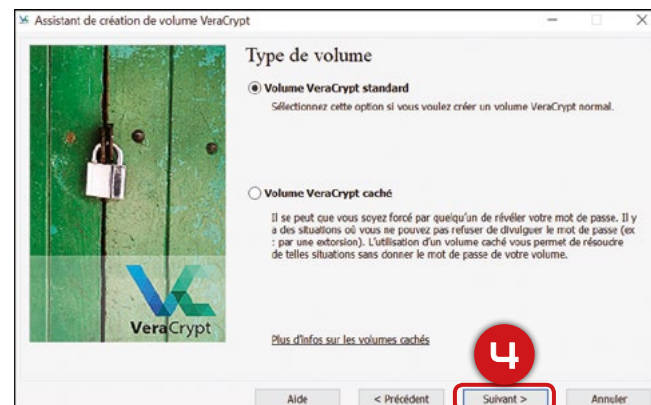 Assistant de création de volume VeraCrypt
Type de volume
Volume VeraCrypt standard
Sélectionnez cette option si vous voulez créer un volume VeraCrypt normal.
Volume VeraCrypt caché
Il se peut que vous soyez forcé par quelqu'un de révéler votre mot de passe. Il y
a des situations où vous ne pouvez pas refuser de divulguer le mot de passe (ex
: par une extorsion). L'utilisation d'un volume caché vous permet de résoudre
de telles situations sans donner le mot de passe de votre volume.
VeraCrypt
Plus d'infos sur les volumes cachés
4
Aide
< Précédent
Suivant >
Annuler